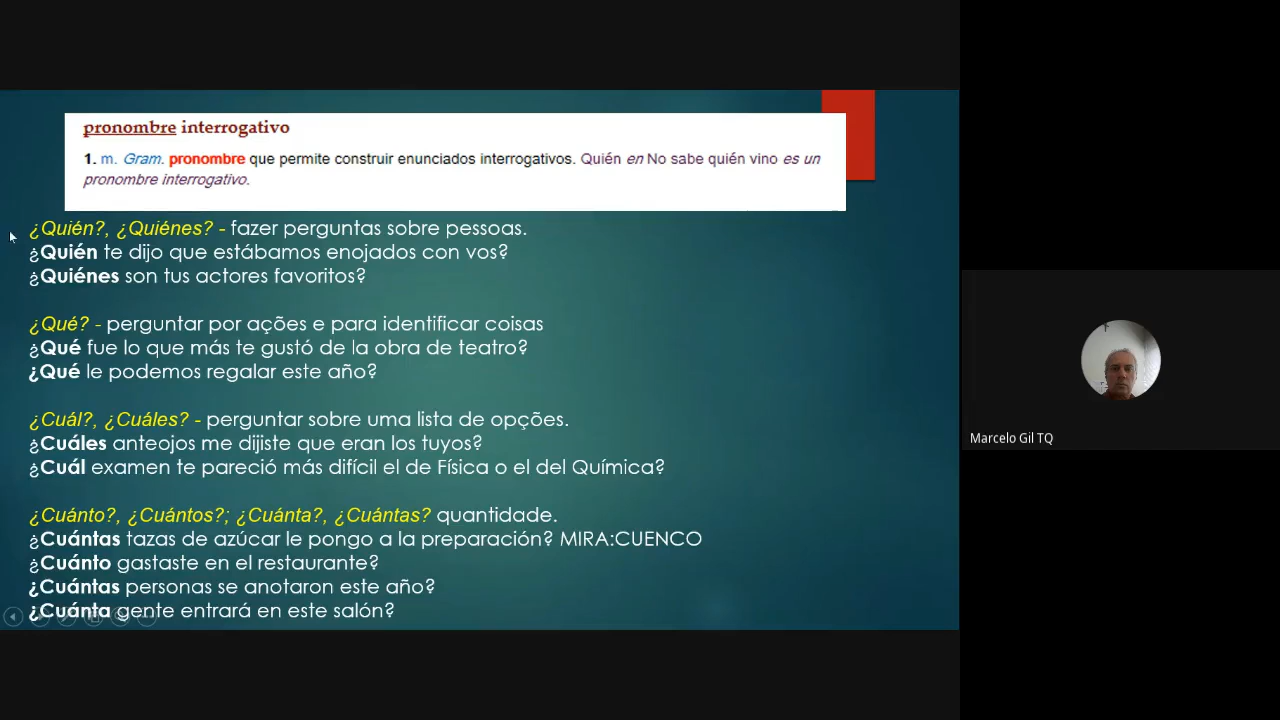 pronombre interrogativo
1. m. Gram. pronombre que permite construir enunciados interrogativos. Quién en No sabe quién vino es un
pronombre interrogativo.
¿Quién?, ¿Quiénes? - fazer perguntas sobre pessoas.
¿Quién te dijo que estábamos enojados con vos?
¿Quiénes son tus actores favoritos?
¿Qué? - perguntar por ações e para identificar coisas
¿Qué fue lo que más te gustó de la obra de teatro?
¿Qué le podemos regalar este año?
¿Cuál?, ¿Cuáles? - perguntar sobre uma lista de opções.
¿Cuáles anteojos me dijiste que eran los tuyos?
¿Cuál examen te pareció más difícil el de Física o el del Química?
¿Cuánto?, ¿Cuántos?; ¿Cuánta?, ¿Cuántas? quantidade.
¿Cuántas tazas de azúcar le pongo a la preparación? MIRA:CUENCO
¿Cuánto gastaste en el restaurante?
¿Cuántas personas se anotaron este año?
¿Cuánta gente entrará en este salón?
Marcelo Gil TQ